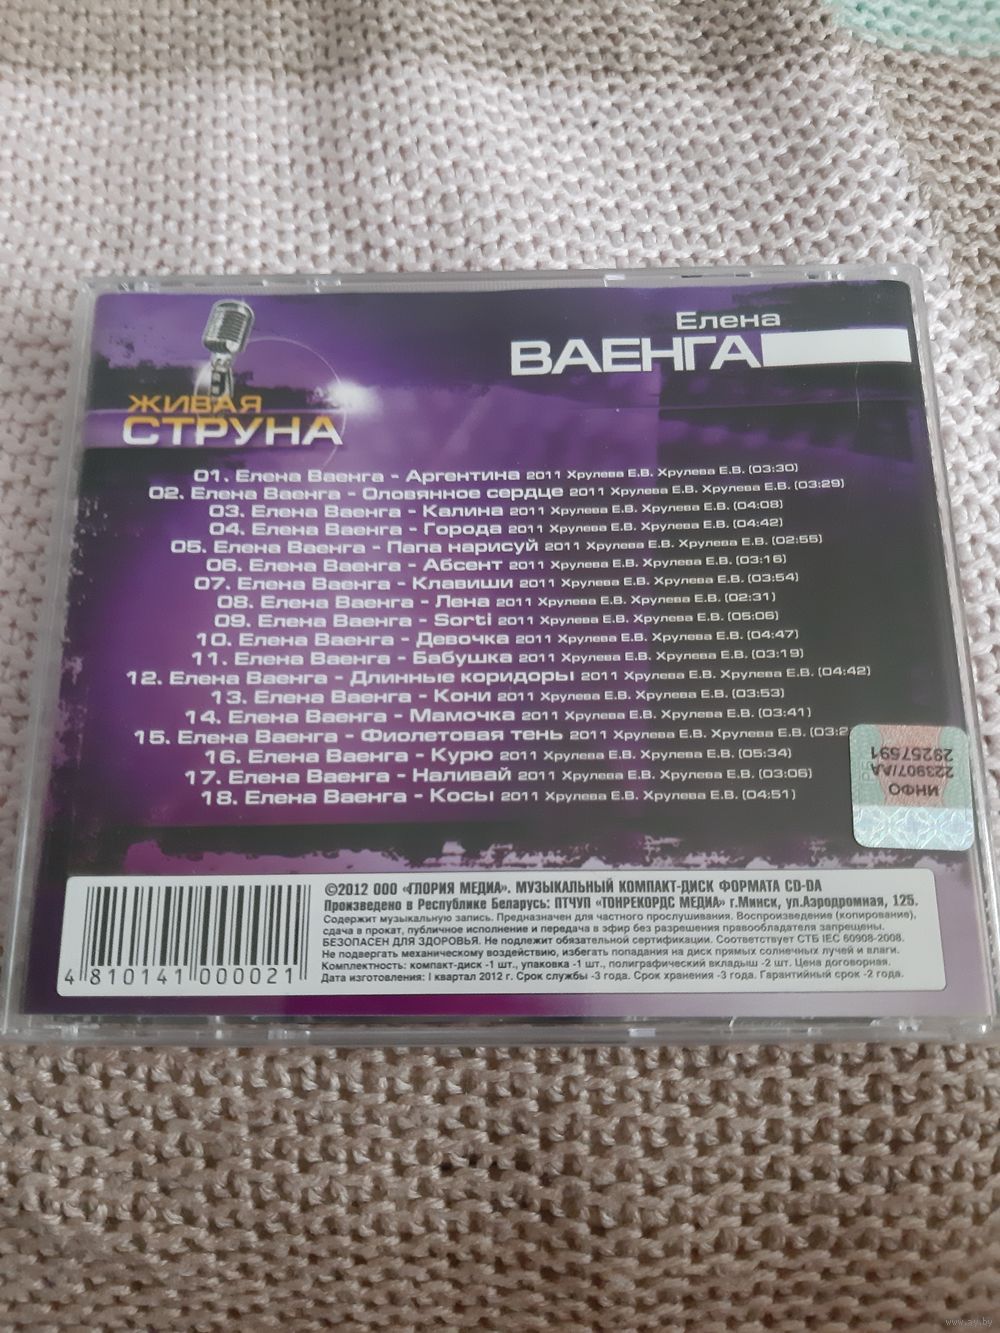 Елена
ВАЕНГА
ЖИВАЯ
СТРУНА
01. Елена Ваенга - Аргентина 2011 Хрулева Е.В. Хрулева Е.В. (03:30)
02. Елена Ваенга - Оловянное сердце 2011 Хрулева Е.В. Хрулева Е.В. (03:29)
03. Елена Ваенга - Калина 2011 Хрулева Е.В. Хрулева Е.В. (04:08)
04. Елена Ваенга - Города 2011 Хрулева Е.В. Хрулева Е.В. (04:42)
05. Елена Ваенга - Папа нарисуй 2011 Хрулева Е.В. Хрулева Е.В. (02:55)
06. Елена Ваенга - Абсент 2011 Хрулева Е.В. Хрулева Е.В. (03:16)
07. Елена Ваенга - Клавиши 2011 Хрулева Е.В. Хрулева Е.В. (03:54)
08. Елена Ваенга - Лена 2011 Хрулева Е.В. Хрулева Е.В. (02:31)
09. Елена Ваенга - Sorti 2011 Хрулева Е.В. Хрулева Е.В. (05:06)
10. Елена Ваенга - Девочка 2011 Хрулева Е.В. Хрулева Е.В. (04:47)
11. Елена Ваенга - Бабушка 2011 Хрулева Е.В. Хрулева Е.В. (03:19)
12. Елена Ваенга - Длинные коридоры 2011 Хрулева Е.В. Хрулева Е.В. (04:42)
13. Елена Ваенга - Кони 2011 Хрулева Е.В. Хрулева Е.В. (03:53)
14. Елена Ваенга - Мамочка 2011 Хрулева Е.В. Хрулева Е.В. (03:41)
15. Елена Ваенга - Фиолетовая тень 2011 Хрулева Е.В. Хрулева Е.В. (03:2
16. Елена Ваенга - Курю 2011 Хрулева Е.В. Хрулева Е.В. (05:34)
17. Елена Ваенга - Наливай 2011 Хрулева Е.В. Хрулева Е.В. (03:06)
18. Елена Ваенга - Косы 2011 Хрулева Е.В. Хрулева Е.В. (04:51)
ИНФО
223907/АА
29257591
©2012 ООО «ГЛОРИЯ МЕДИА». МУЗЫКАЛЬНЫЙ КОМПАКТ-ДИСК ФОРМАТА CD-DA
Произведено в Республике Беларусь: ПТЧУП «ТОНРЕКОРДС МЕДИА» г.Минск, ул.Аэродромная, 125.
Содержит музыкальную запись. Предназначен для частного прослушивания. Воспроизведение (копирование),
сдача в прокат, публичное исполнение и передача в эфир без разрешения правообладателя запрещены.
БЕЗОПАСЕН ДЛЯ ЗДОРОВЬЯ. Не подлежит обязательной сертификации. Соответствует СТБ IEC 60908-2008.
Не подвергать механическому воздействию, избегать попадания на диск прямых солнечных лучей и влаги.
Комплектность: компакт-диск -1 шт., упаковка -1 шт., полиграфический вкладыш -2 шт. Цена договорная.
Дата изготовления: I квартал 2012 г. Срок службы -3 года. Срок хранения -3 года. Гарантийный срок -2 года.
4 810141 000021
www.ay.by